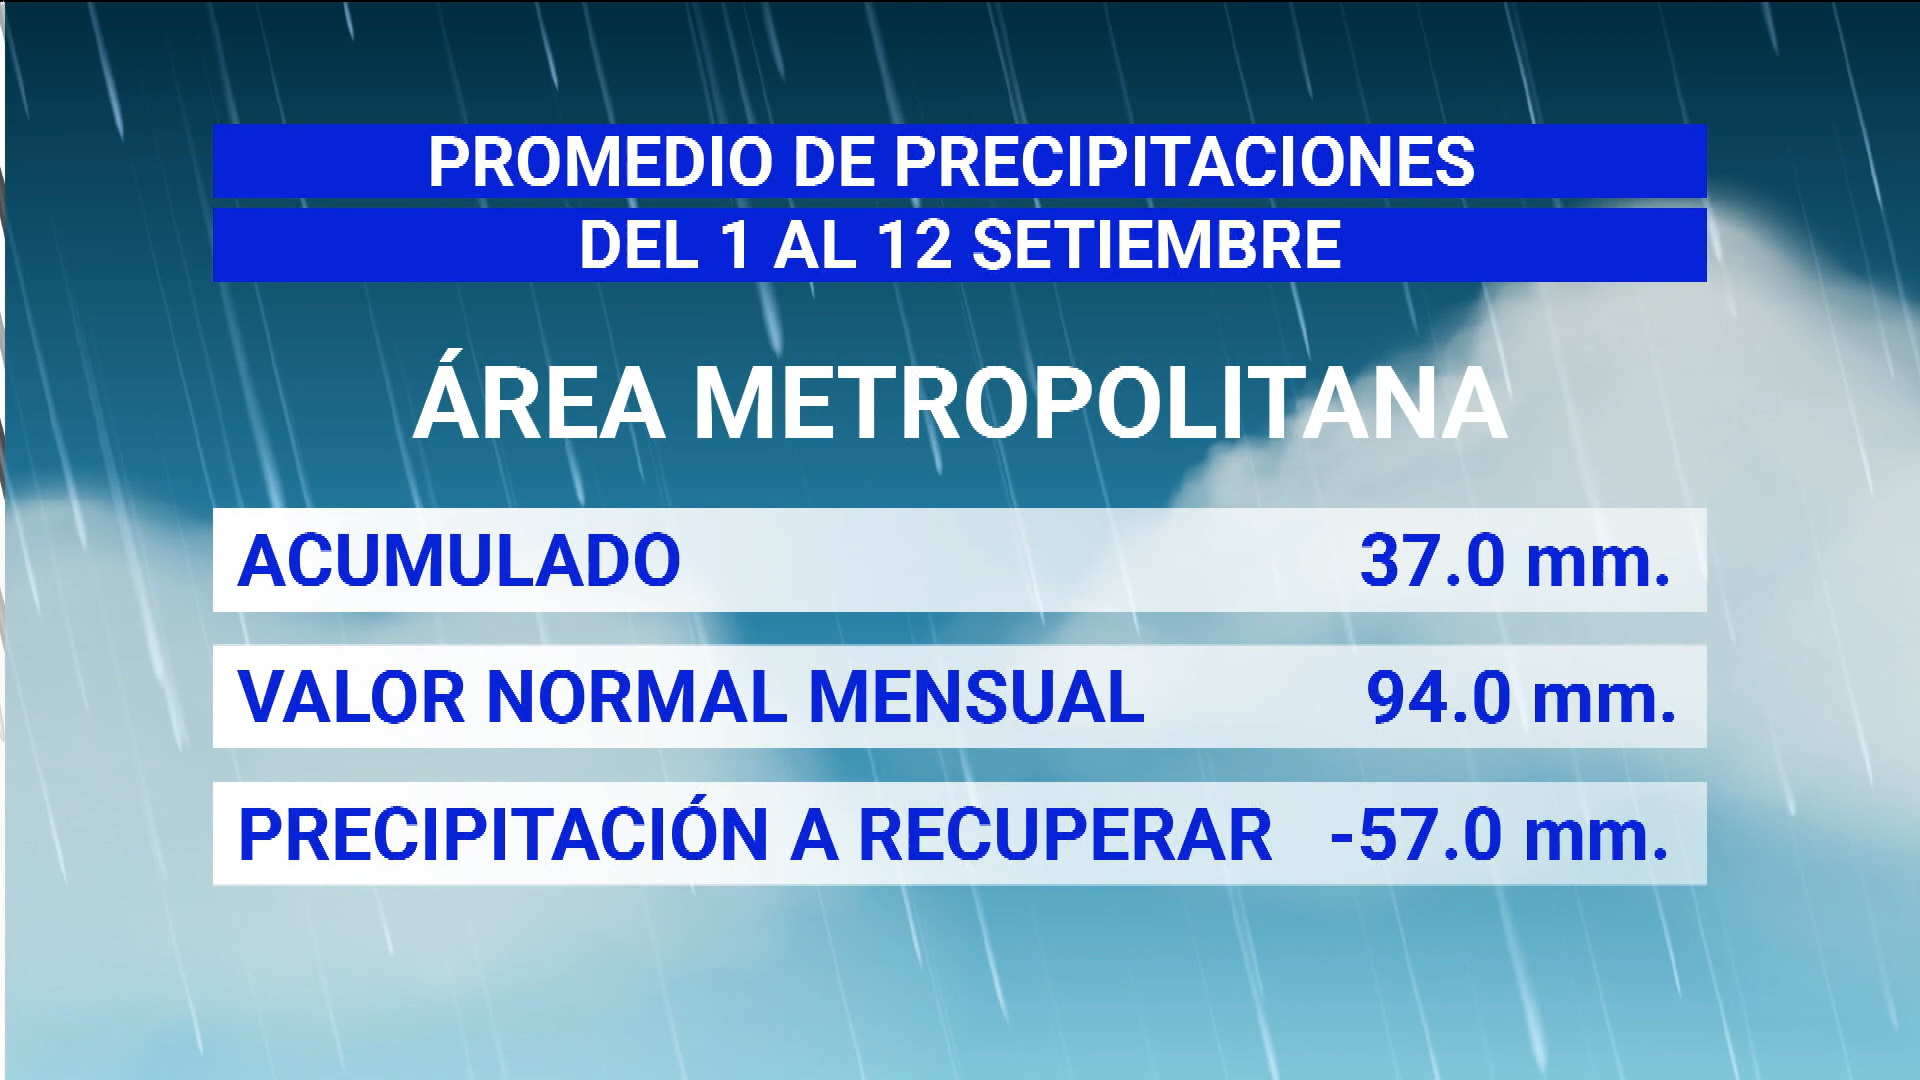 PROMEDIO DE PRECIPITACIONES
DEL 1 AL 12 SETIEMBRE
ÁREA METROPOLITANA
ACUMULADO 37.0 mm.
VALOR NORMAL MENSUAL 94.0 mm.
PRECIPITACIÓN A RECUPERAR -57.0 mm.